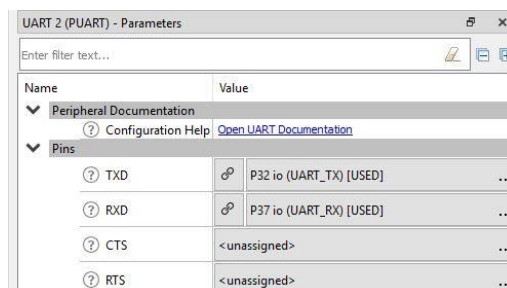 UART 2 (PUART) - Parameters
Enter filter text...
Name Value
Peripheral Documentation
? Configuration Help Open UART Documentation
Pins
? TXD P32 io (UART_TX) [USED] ...
? RXD P37 io (UART_RX) [USED] ...
? CTS <unassigned> ...
? RTS <unassigned> ...